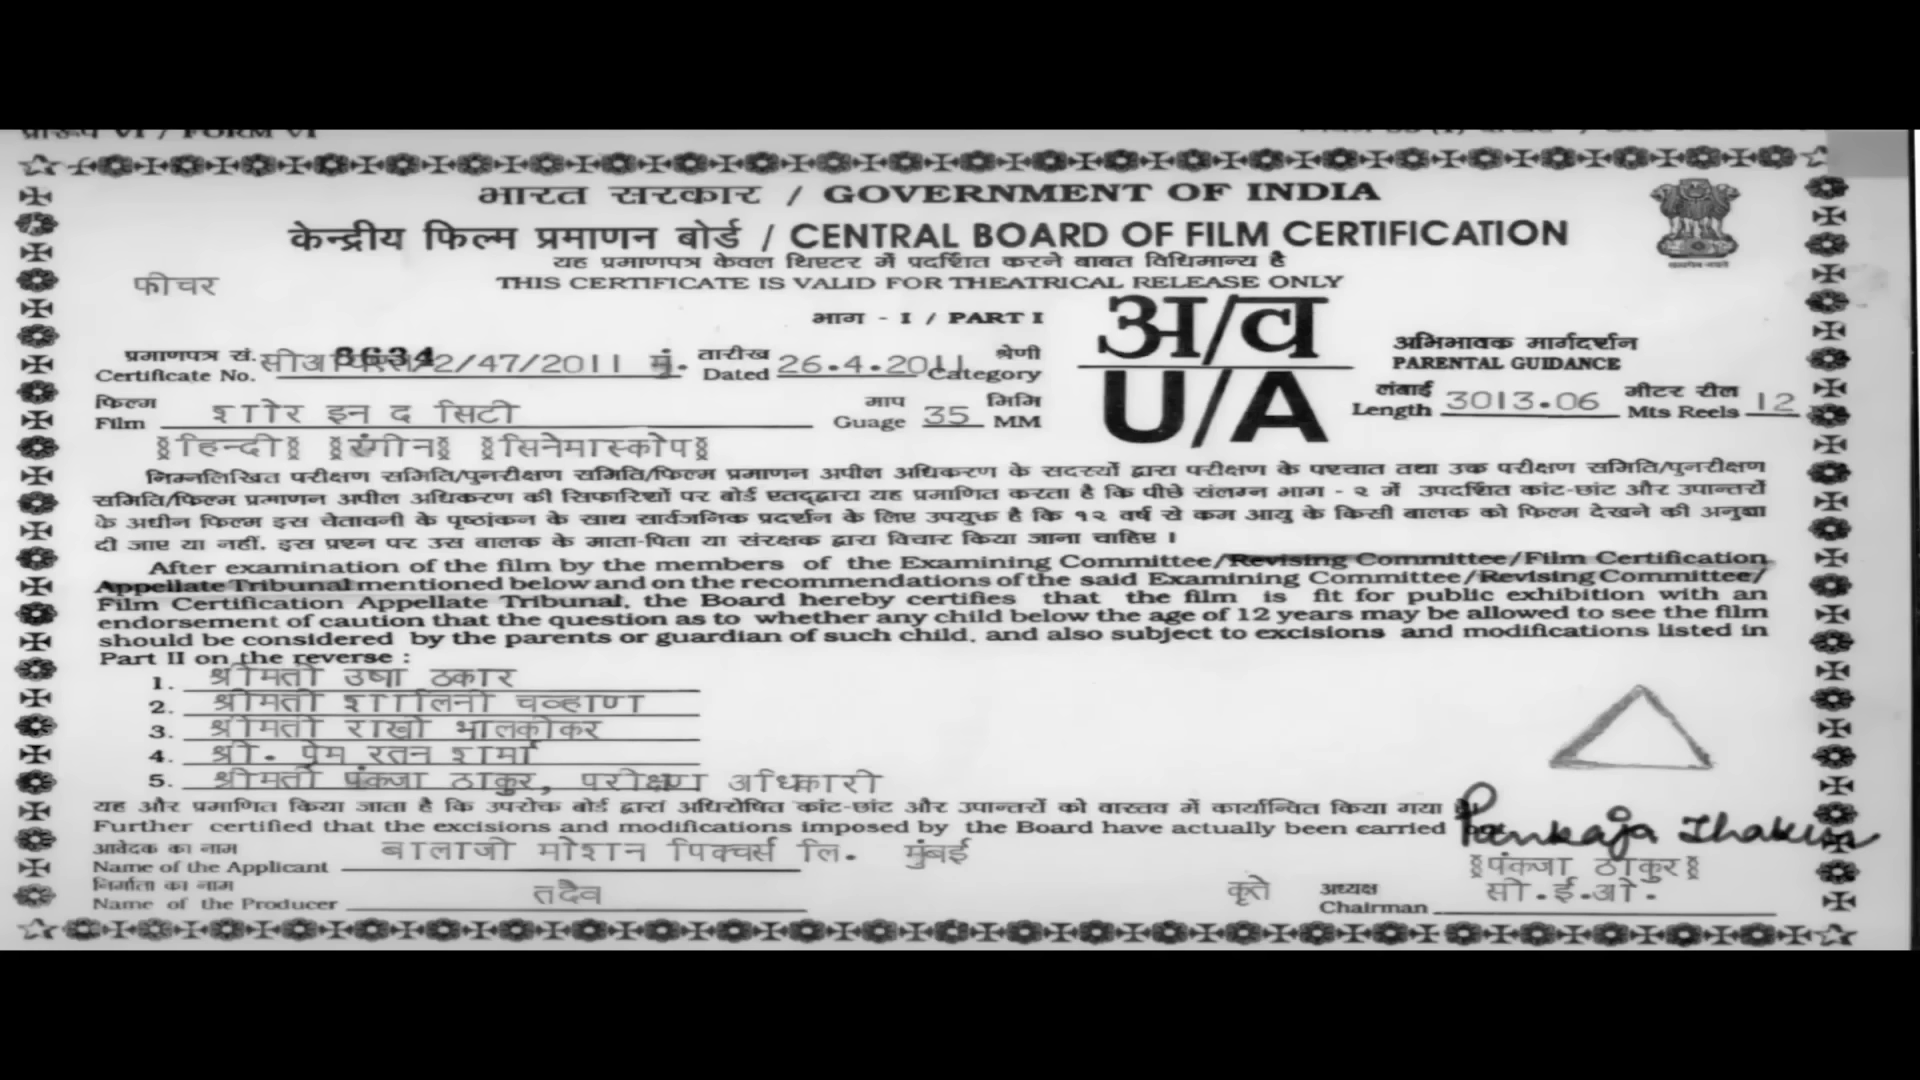 प्रारूप VI / FORM VI
भारत सरकार / GOVERNMENT OF INDIA
केन्द्रीय फिल्म प्रमाणन बोर्ड / CENTRAL BOARD OF FILM CERTIFICATION
यह प्रमाणपत्र केवल थिएटर में प्रदर्शित करने बाबत विधिमान्य है
फीचर THIS CERTIFICATE IS VALID FOR THEATRICAL RELEASE ONLY
भाग - I / PART I
अ/व
U/A
अभिभावक मार्गदर्शन
PARENTAL GUIDANCE
प्रमाणपत्र सं. 8634 /2/47/2011 मुं. तारीख 26.4.2011 श्रेणी
Certificate No. Dated Category
लंबाई 3013.06 मीटर रील 12
Length Mts Reels
फिल्म शोर इन द सिटी माप 35 मिमि
Film Guage MM
हिन्दी रंगीन सिनेमास्कोप
निम्नलिखित परीक्षण समिति/पुनरीक्षण समिति/फिल्म प्रमाणन अपील अधिकरण के सदस्यों द्वारा परीक्षण के पश्चात तथा उक्त परीक्षण समिति/पुनरीक्षण
समिति/फिल्म प्रमाणन अपील अधिकरण की सिफारिशों पर बोर्ड एतद्द्वारा यह प्रमाणित करता है कि पीछे संलग्न भाग - २ में उपदर्शित कांट-छांट और उपान्तरों
के अधीन फिल्म इस चेतावनी के पृष्ठांकन के साथ सार्वजनिक प्रदर्शन के लिए उपयुक्त है कि १२ वर्ष से कम आयु के किसी बालक को फिल्म देखने की अनुज्ञा
दी जाए या नहीं. इस प्रश्न पर उस बालक के माता-पिता या संरक्षक द्वारा विचार किया जाना चाहिए ।
After examination of the film by the members of the Examining Committee/Revising Committee/Film Certification
Appellate Tribunal mentioned below and on the recommendations of the said Examining Committee/Revising Committee/
Film Certification Appellate Tribunal, the Board hereby certifies that the film is fit for public exhibition with an
endorsement of caution that the question as to whether any child below the age of 12 years may be allowed to see the film
should be considered by the parents or guardian of such child, and also subject to excisions and modifications listed in
Part II on the reverse :
1. श्रीमती उषा ठकार
2. श्रीमती शालिनी चव्हाण
3. श्रीमती राखी भालकीकर
4. श्री. प्रेम रतन शर्मा
5. श्रीमती पंकजा ठाकुर, परीक्षण अधिकारी
यह और प्रमाणित किया जाता है कि उपरोक्त बोर्ड द्वारा अधिरोपित कांट-छांट और उपान्तरों को वास्तव में कार्यान्वित किया गया है।
Further certified that the excisions and modifications imposed by the Board have actually been carried out.
Pankaja Thakur
आवेदक का नाम बालाजी मोशन पिक्चर्स लि. मुंबई
Name of the Applicant
पंकजा ठाकुर
निर्माता का नाम तदैव कृते अध्यक्ष सी.ई.ओ.
Name of the Producer Chairman